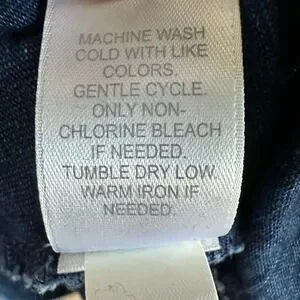 MACHINE WASH
COLD WITH LIKE
COLORS.
GENTLE CYCLE.
ONLY NON-
CHLORINE BLEACH
IF NEEDED.
TUMBLE DRY LOW.
WARM IRON IF
NEEDED.